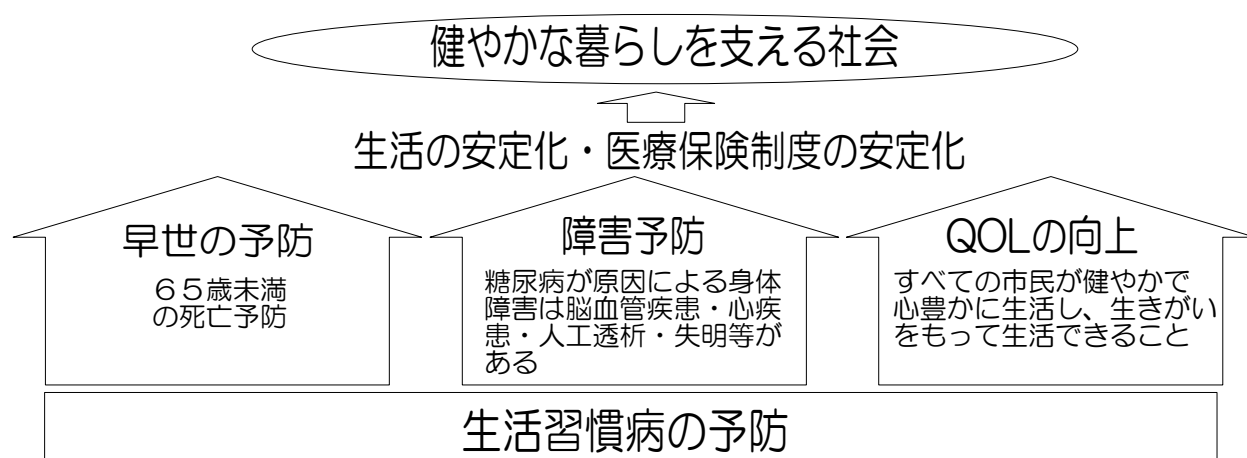 健やかな暮らしを支える社会
生活の安定化・医療保険制度の安定化
早世の予防
６５歳未満
の死亡予防
障害予防
糖尿病が原因による身体
障害は脳血管疾患・心疾
患・人工透析・失明等が
ある
QOLの向上
すべての市民が健やかで
心豊かに生活し、生きがい
をもって生活できること
生活習慣病の予防